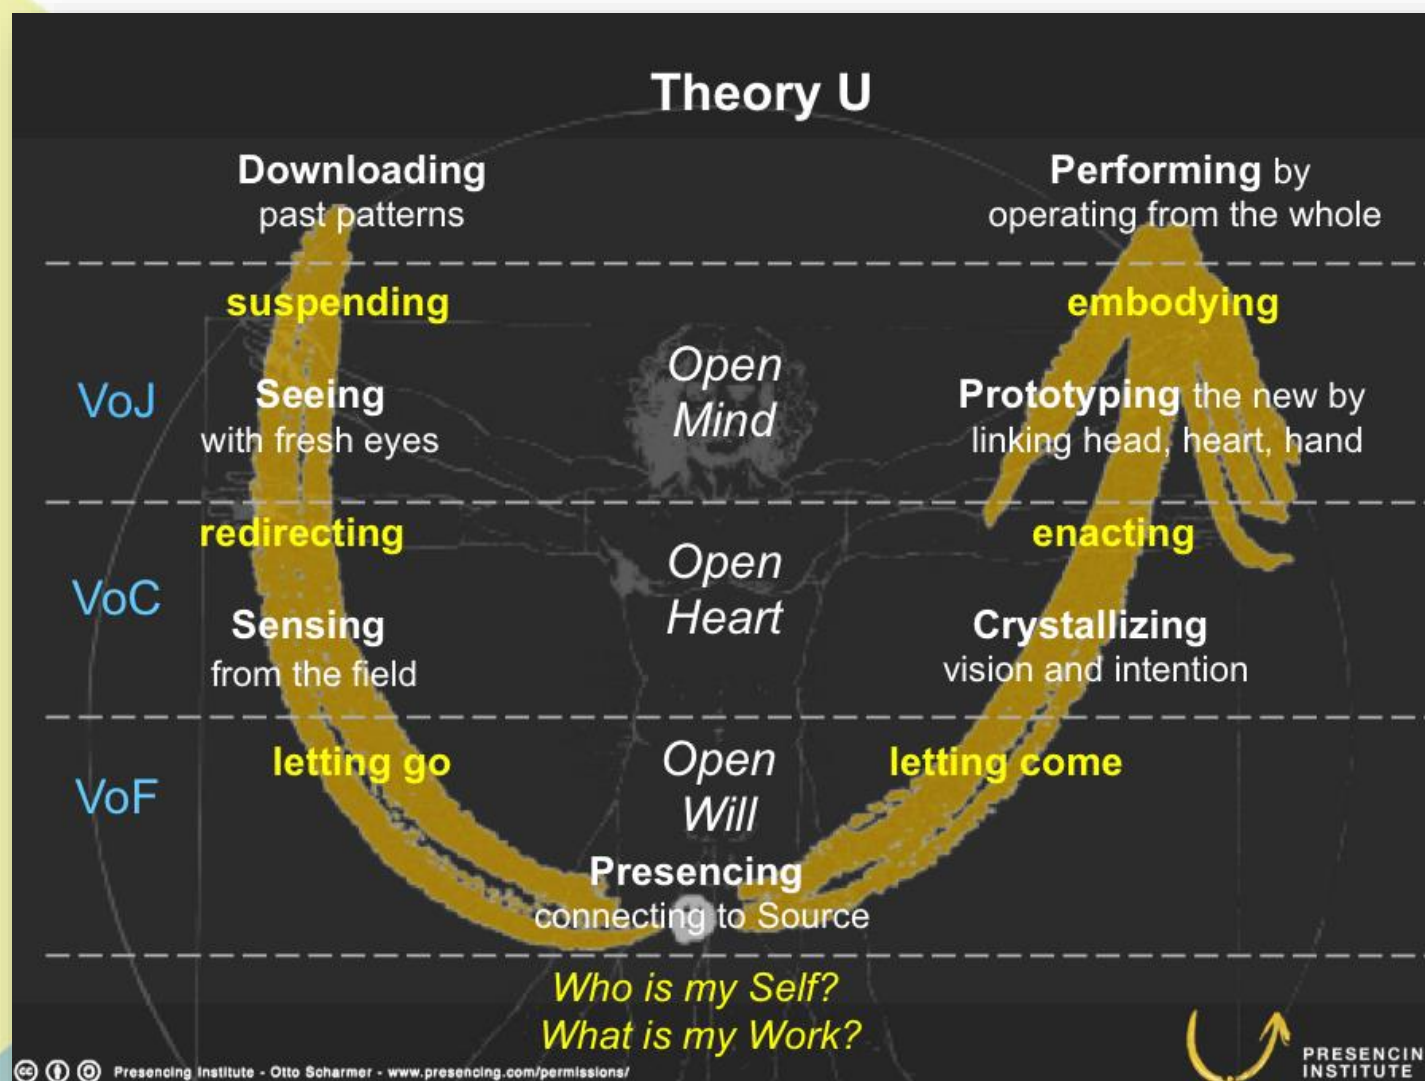 Theory U
Downloading
past patterns
Performing by
operating from the whole
suspending
embodying
VoJ
Seeing
with fresh eyes
Open
Mind
Prototyping the new by
linking head, heart, hand
redirecting
enacting
VoC
Sensing
from the field
Open
Heart
Crystallizing
vision and intention
letting go
letting come
VoF
Open
Will
Presencing
connecting to Source
Who is my Self?
What is my Work?
Presencing Institute - Otto Scharmer - www.presencing.com/permissions/
PRESENCIN
INSTITUTE